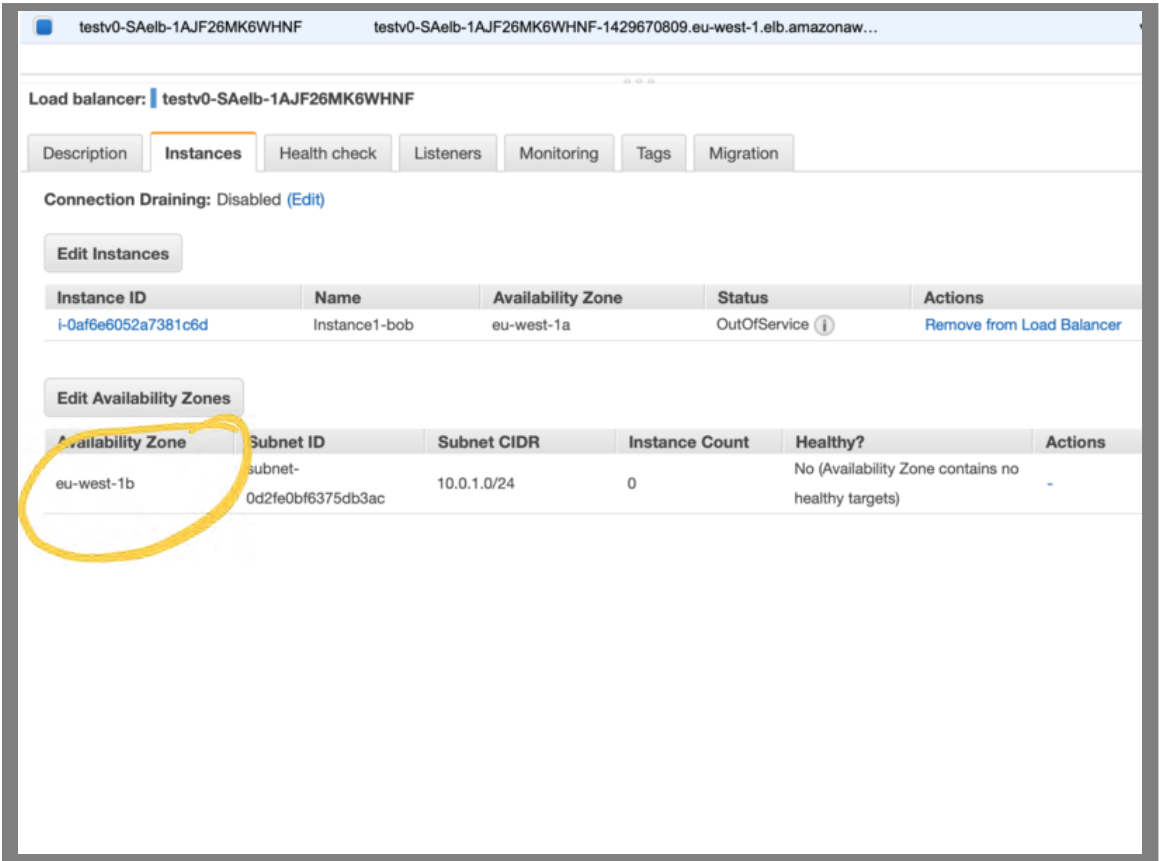 testv0-SAelb-1AJF26MK6WHNF testv0-SAelb-1AJF26MK6WHNF-1429670809.eu-west-1.elb.amazonaw...
Load balancer: testv0-SAelb-1AJF26MK6WHNF
Description Instances Health check Listeners Monitoring Tags Migration
Connection Draining: Disabled (Edit)
Edit Instances
Instance ID Name Availability Zone Status Actions
i-0af6e6052a7381c6d Instance1-bob eu-west-1a OutOfService i Remove from Load Balancer
Edit Availability Zones
Availability Zone Subnet ID Subnet CIDR Instance Count Healthy? Actions
eu-west-1b subnet- 10.0.1.0/24 0 No (Availability Zone contains no -
0d2fe0bf6375db3ac healthy targets)